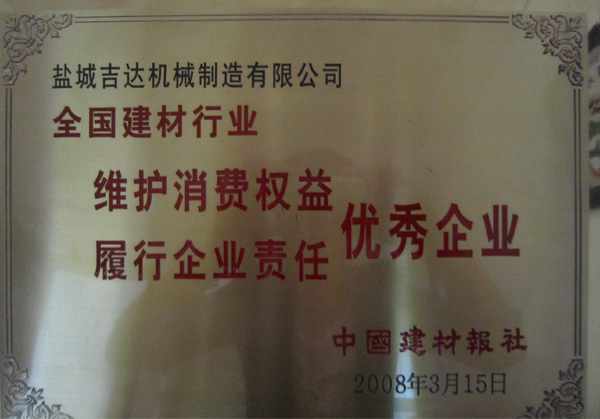 盐城吉达机械制造有限公司
全国建材行业
维护消费权益
履行企业责任
优秀企业
中國建材報社
2008年3月15日